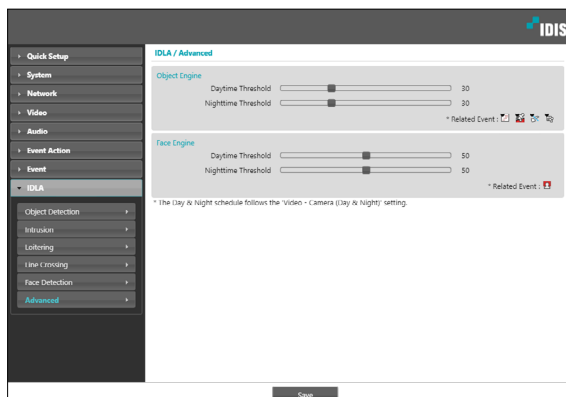 IDIS
Quick Setup
System
Network
Video
Audio
Event Action
Event
IDLA
Object Detection
Intrusion
Loitering
Line Crossing
Face Detection
Advanced
IDLA / Advanced
Object Engine
Daytime Threshold 30
Nighttime Threshold 30
* Related Event :
Face Engine
Daytime Threshold 50
Nighttime Threshold 50
* Related Event :
* The Day & Night schedule follows the 'Video - Camera (Day & Night)' setting.
Save